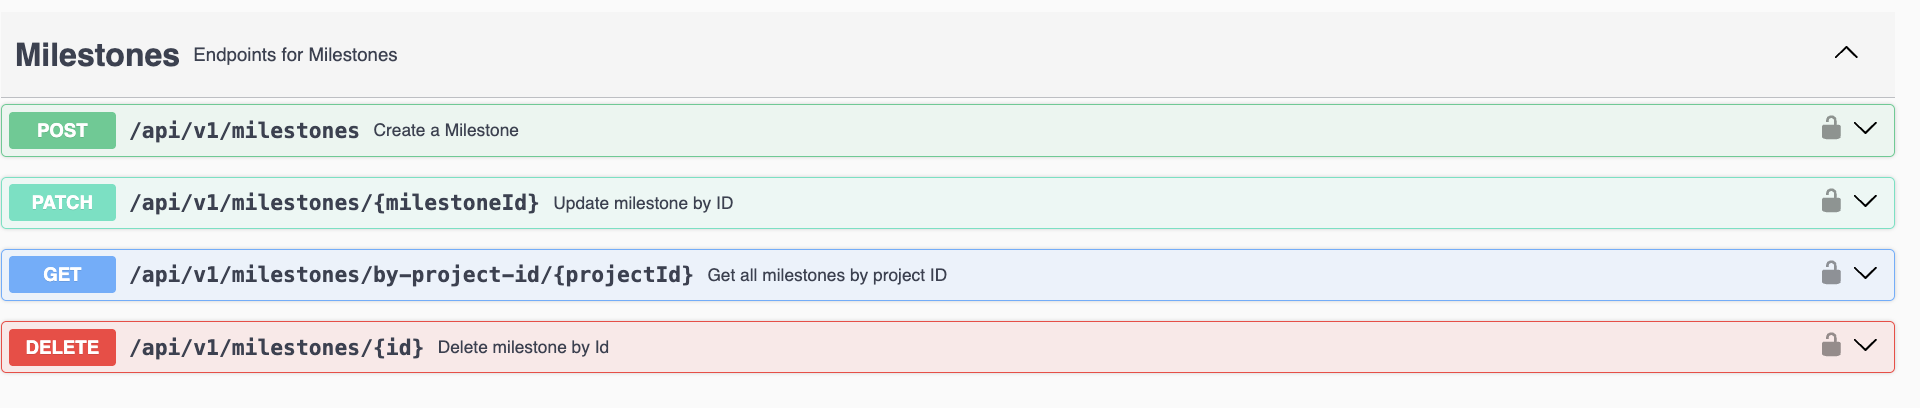 Milestones Endpoints for Milestones
POST /api/v1/milestones Create a Milestone
PATCH /api/v1/milestones/{milestoneId} Update milestone by ID
GET /api/v1/milestones/by-project-id/{projectId} Get all milestones by project ID
DELETE /api/v1/milestones/{id} Delete milestone by Id